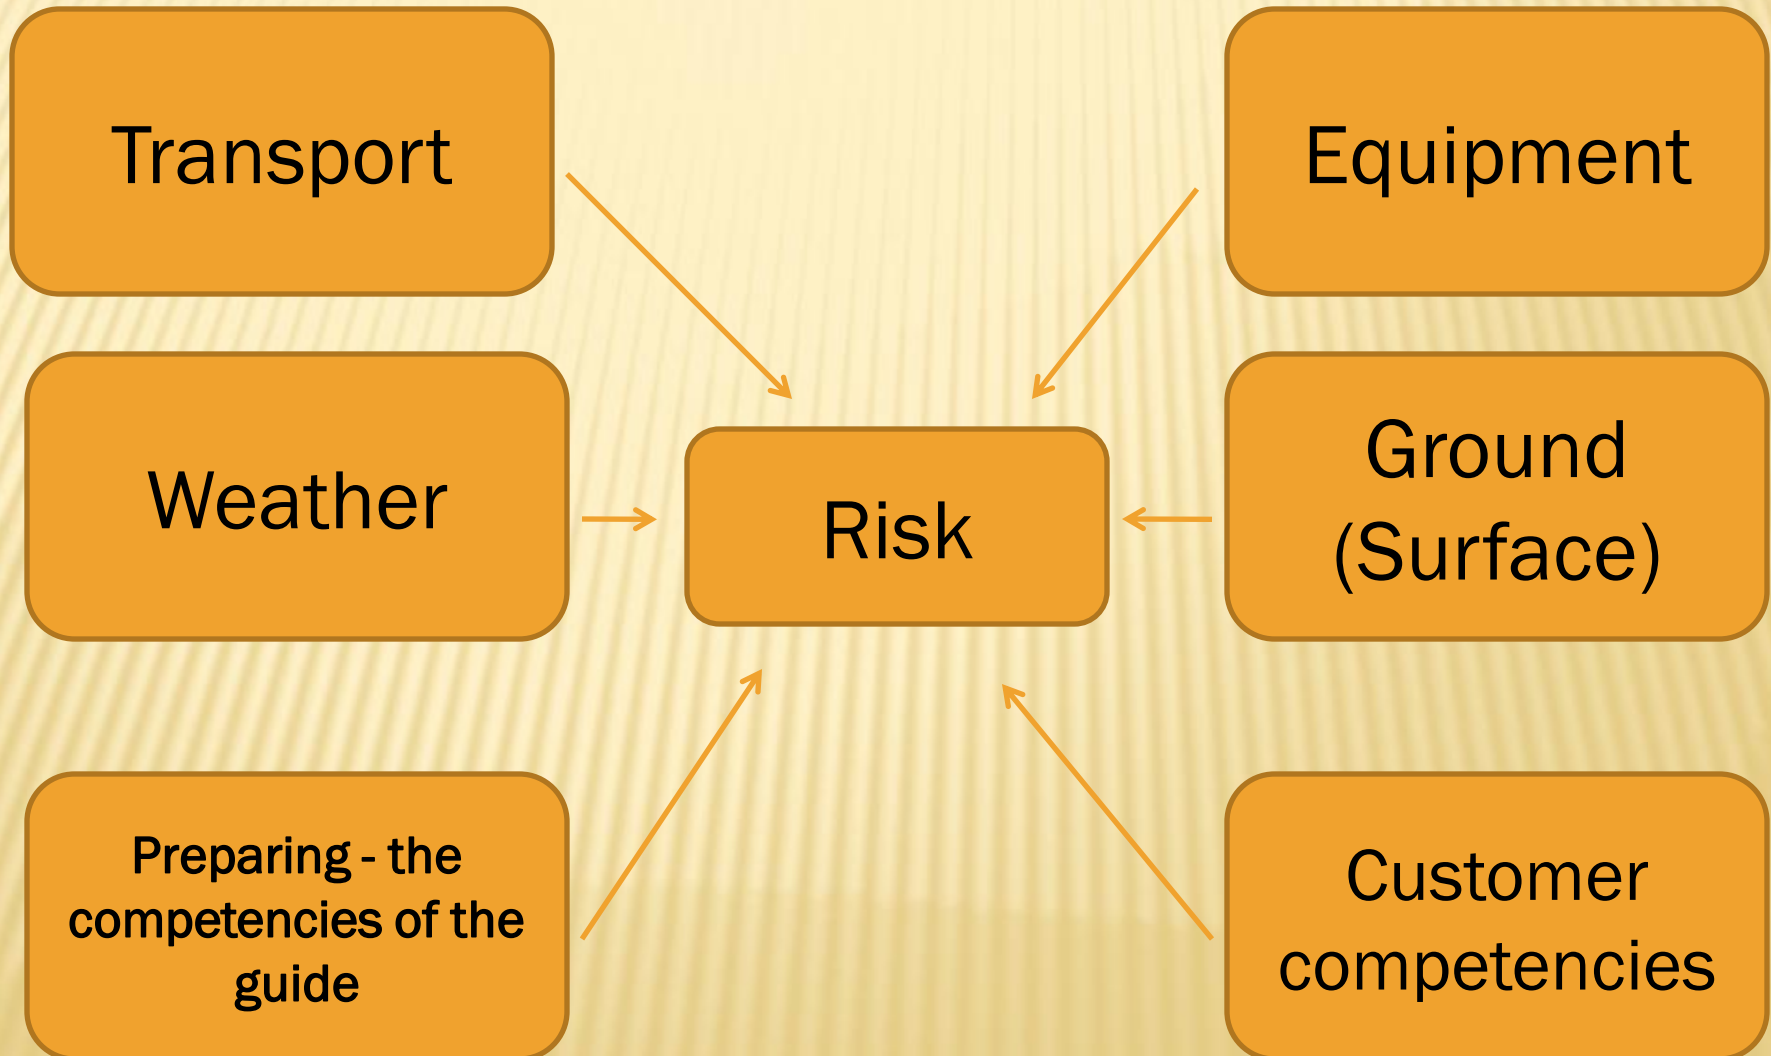 Transport
Equipment
Weather
Risk
Ground
(Surface)
Preparing - the
competencies of the
guide
Customer
competencies